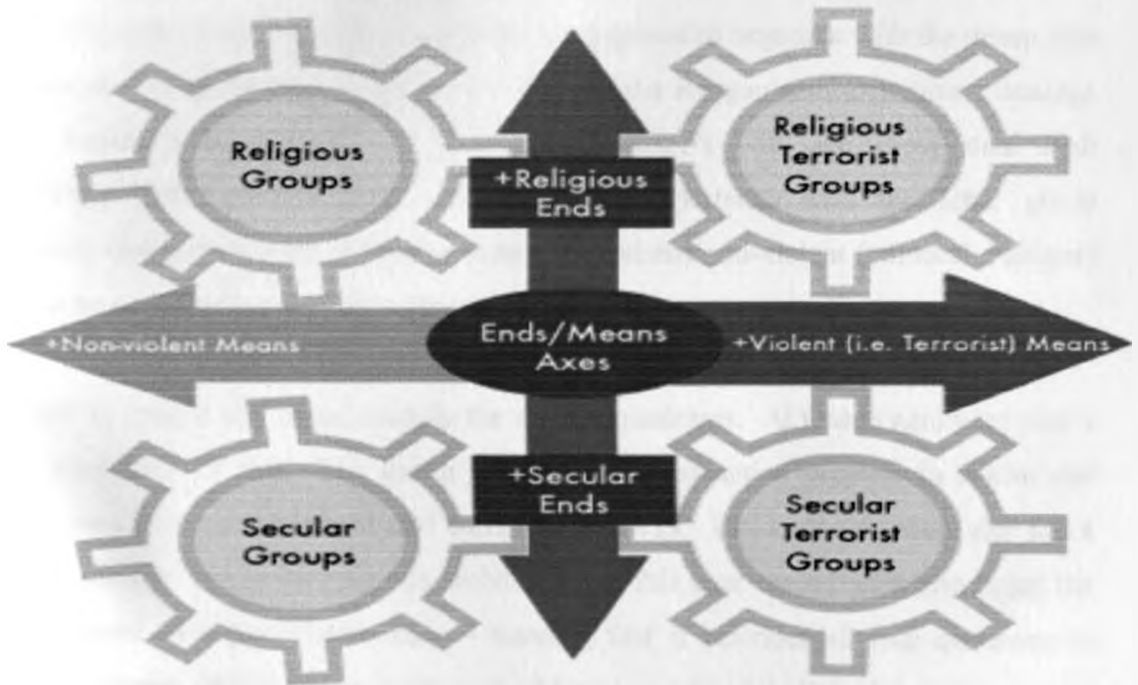 Religious
Groups
+Religious
Ends
Religious
Terrorist
Groups
+Non-violent Means
Ends/Means
Axes
+Violent (i.e. Terrorist) Means
Secular
Groups
+Secular
Ends
Secular
Terrorist
Groups